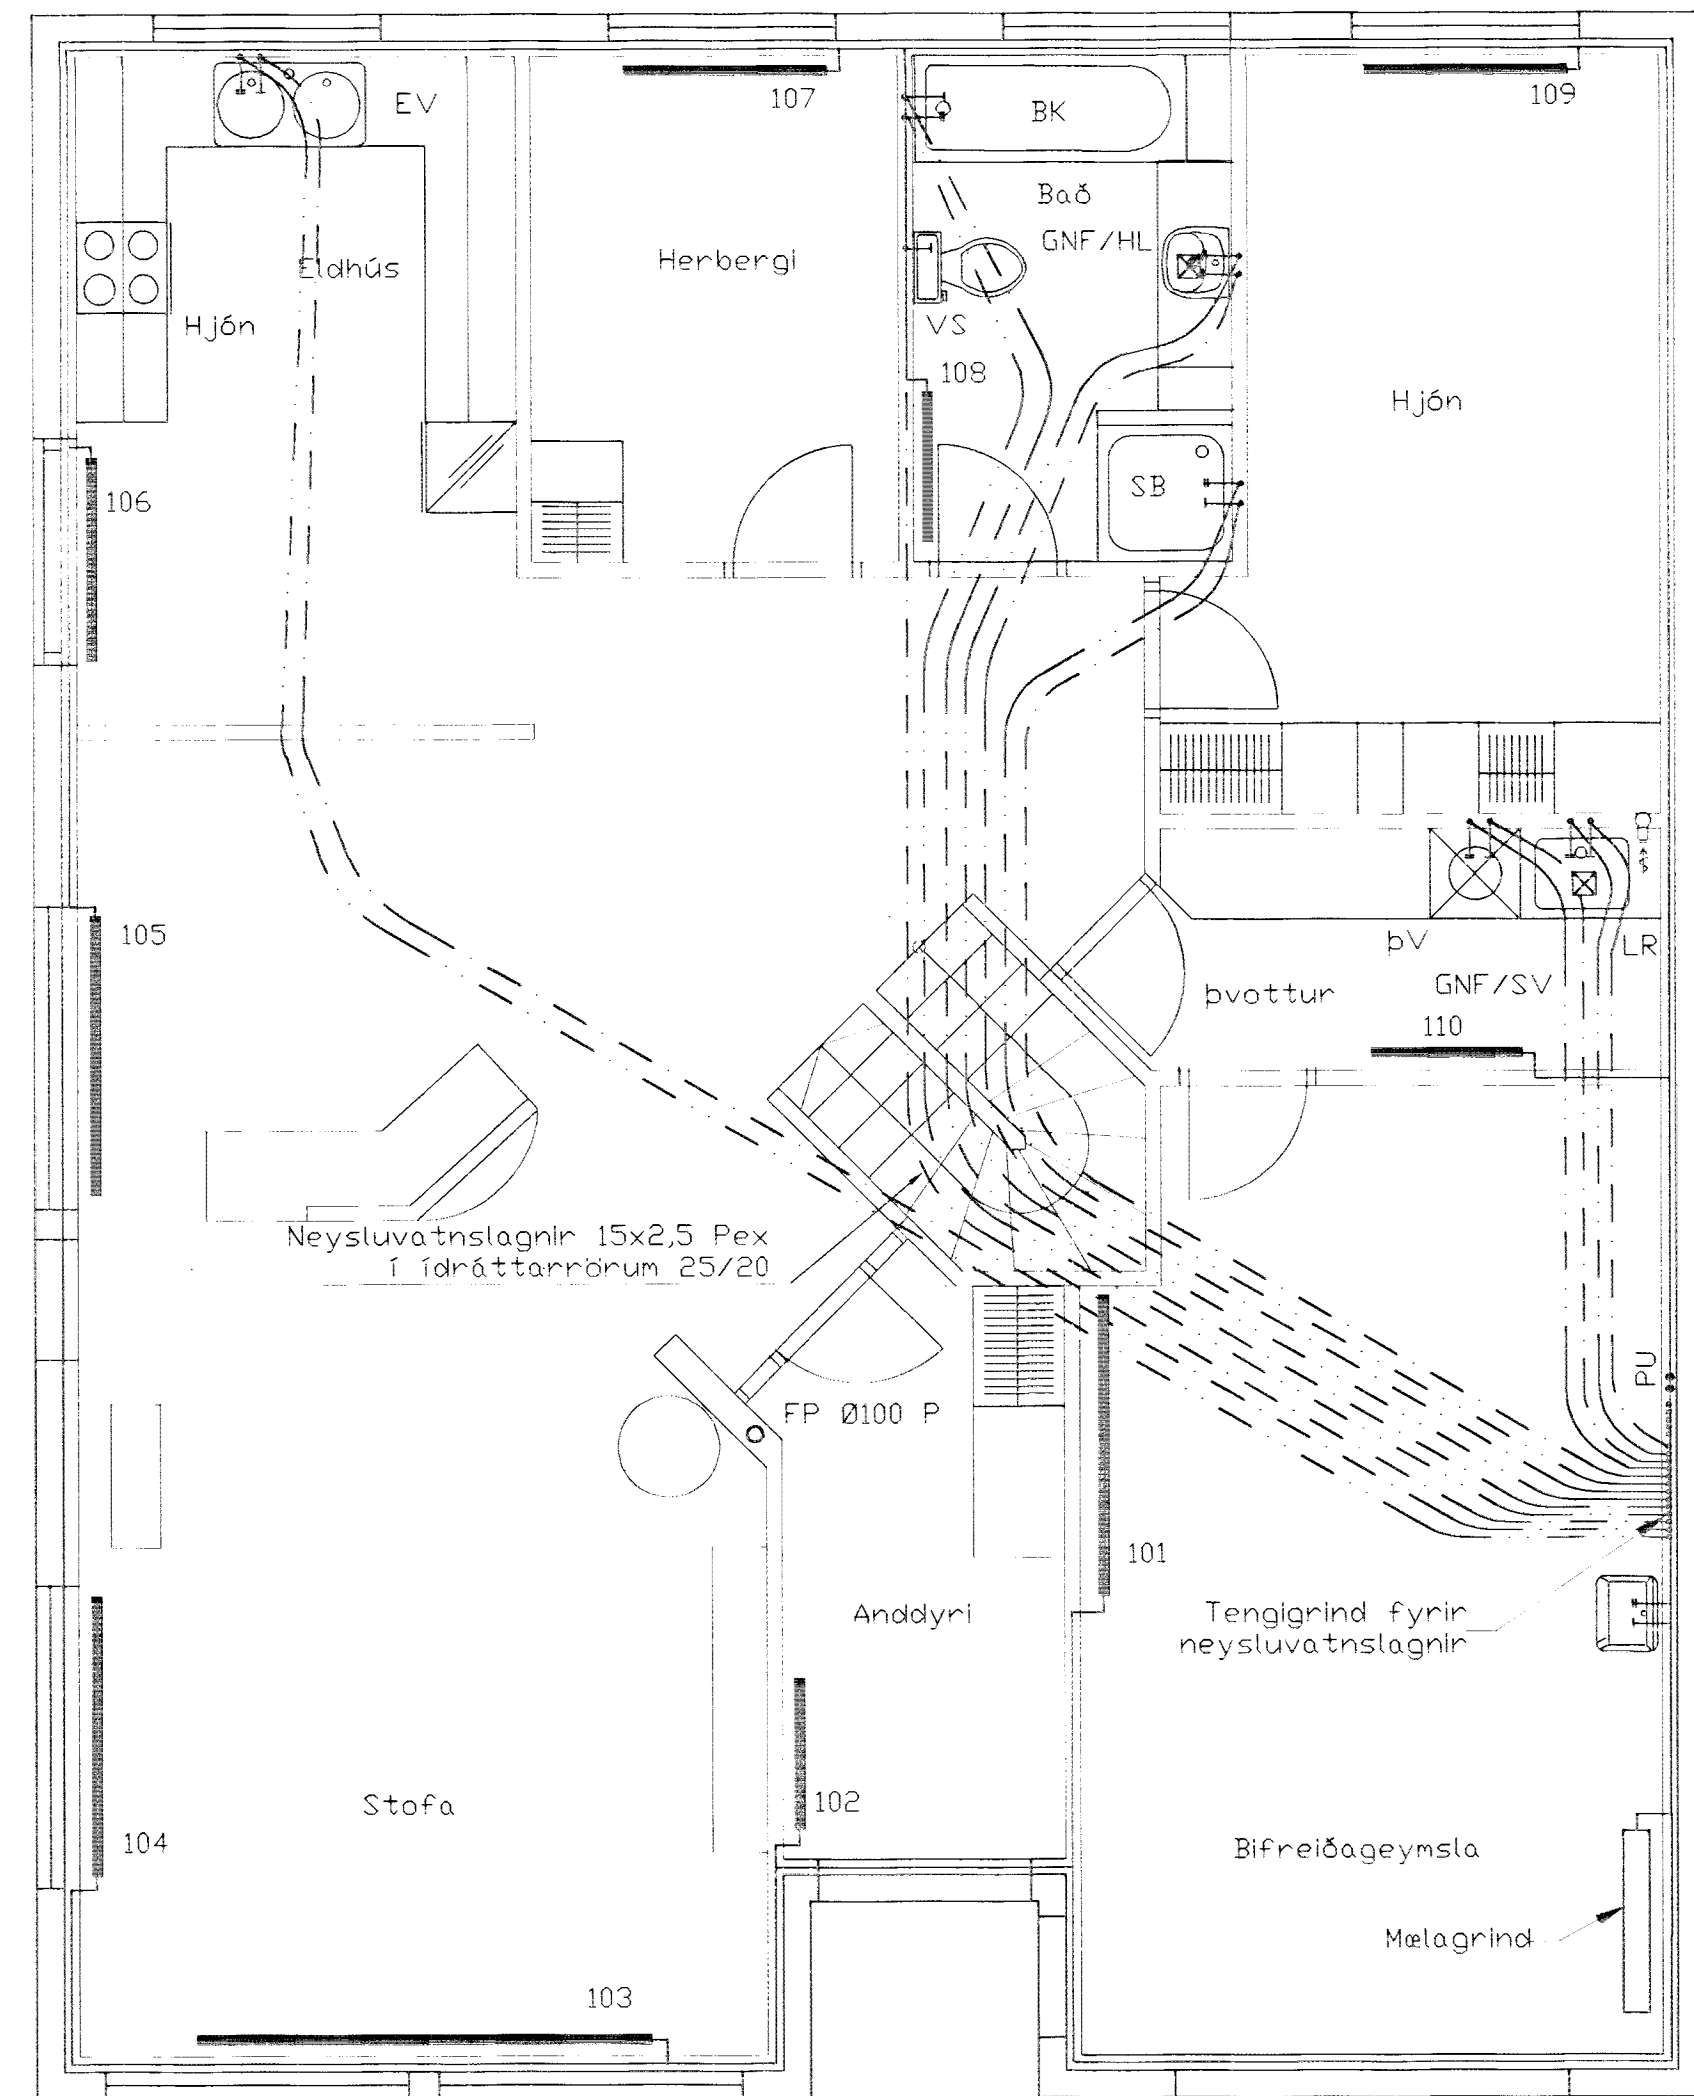 107
109
EV
BK
Bað
GNF/HL
Herbergi
Eldhús
Hjón
VS
108
Hjón
106
SB
105
þV
LR
GNF/SV
þvottur
110
Neysluvatnslagnir 15x2,5 Pex
í ídráttarrörum 25/20
PU
FP Ø100 P
101
Anddyri
Tengigrind fyrir
neysluvatnslagnir
Stofa
102
104
Bifreiðageymsla
Mælagrind
103